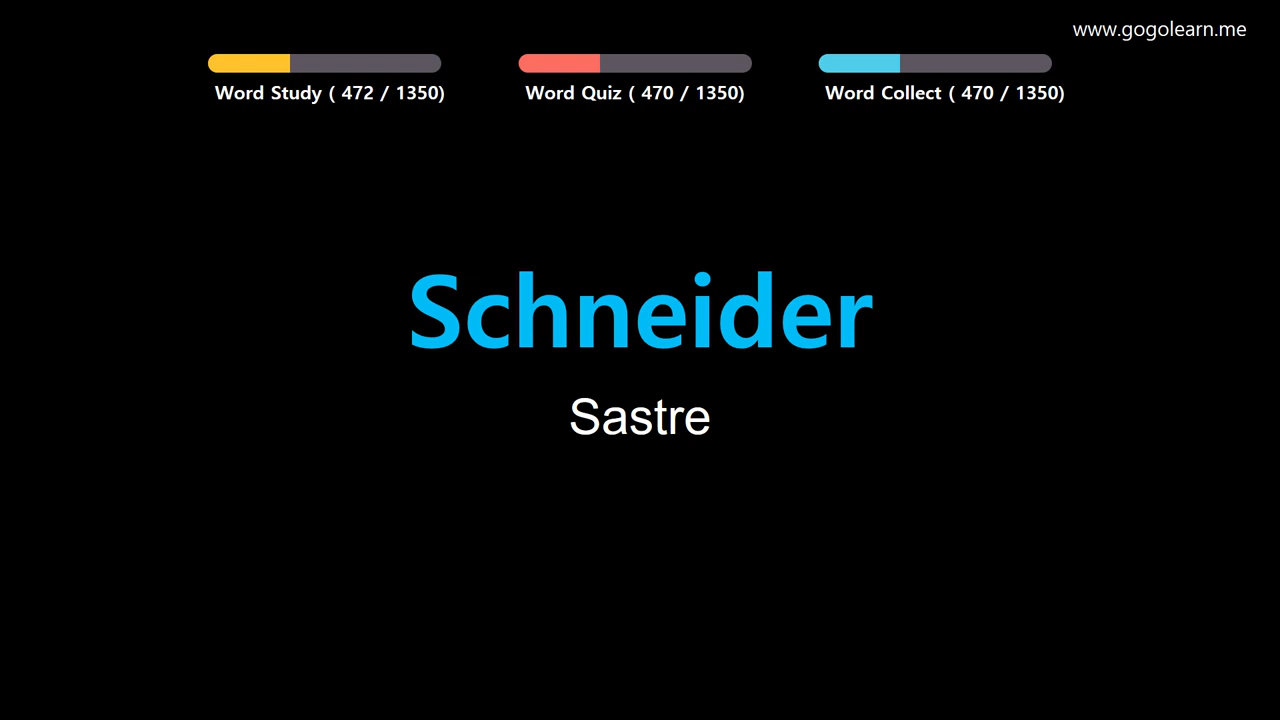 www.gogolearn.me
Word Study ( 472 / 1350)
Word Quiz ( 470 / 1350)
Word Collect ( 470 / 1350)
Schneider
Sastre